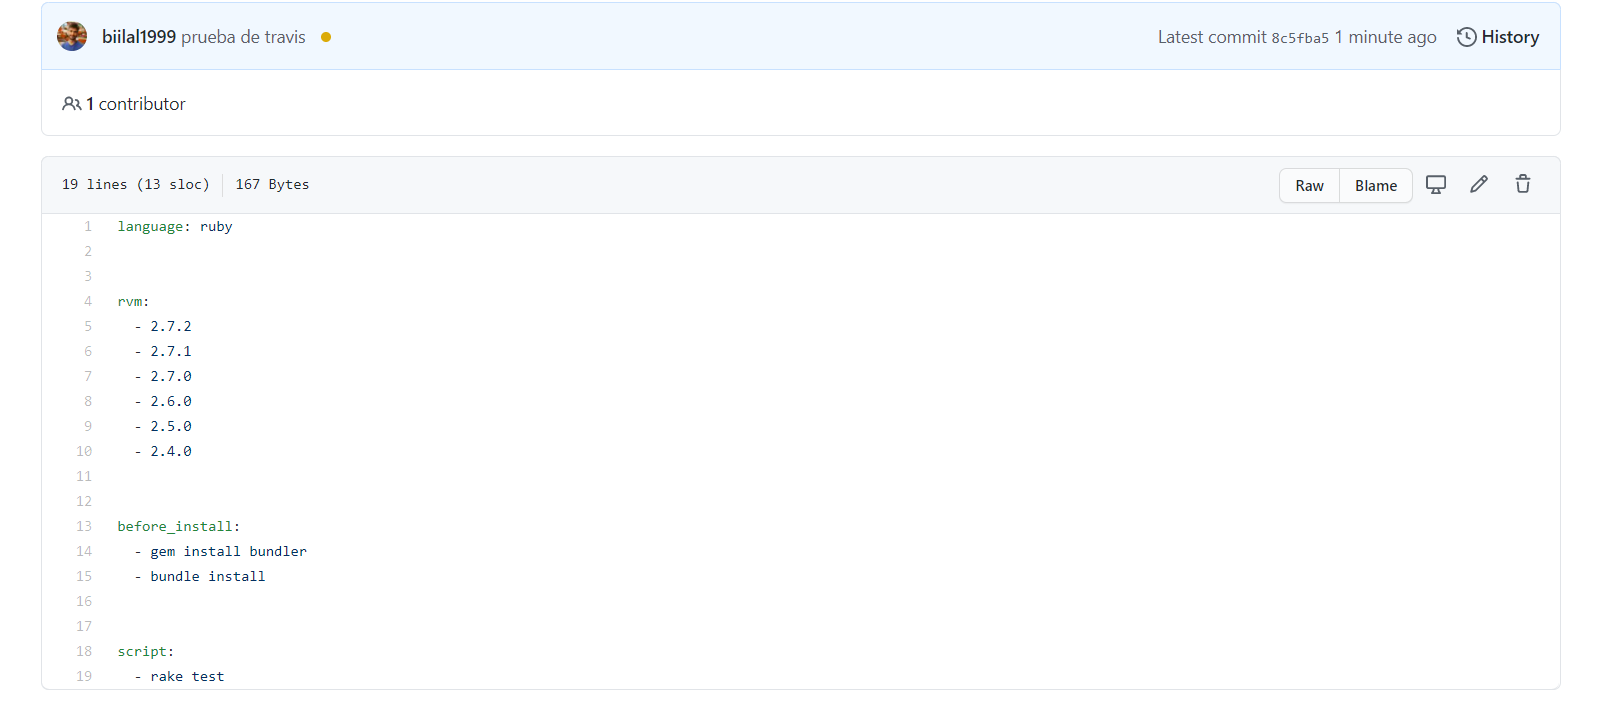 biilal1999 prueba de travis
Latest commit 8c5fba5 1 minute ago
History
1 contributor
19 lines (13 sloc)
167 Bytes
Raw
Blame
1 language: ruby
2
3
4 rvm:
5 - 2.7.2
6 - 2.7.1
7 - 2.7.0
8 - 2.6.0
9 - 2.5.0
10 - 2.4.0
11
12
13 before_install:
14 - gem install bundler
15 - bundle install
16
17
18 script:
19 - rake test